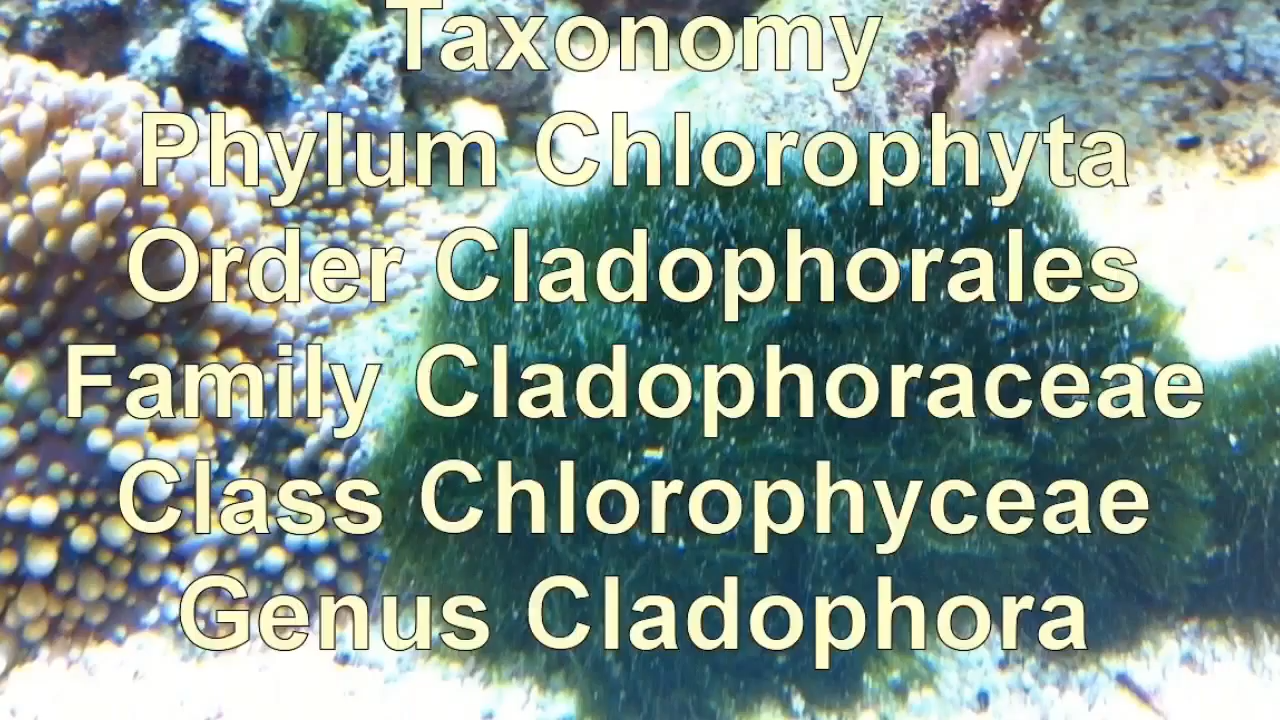 Taxonomy
Phylum Chlorophyta
Order Cladophorales
Family Cladophoraceae
Class Chlorophyceae
Genus Cladophora